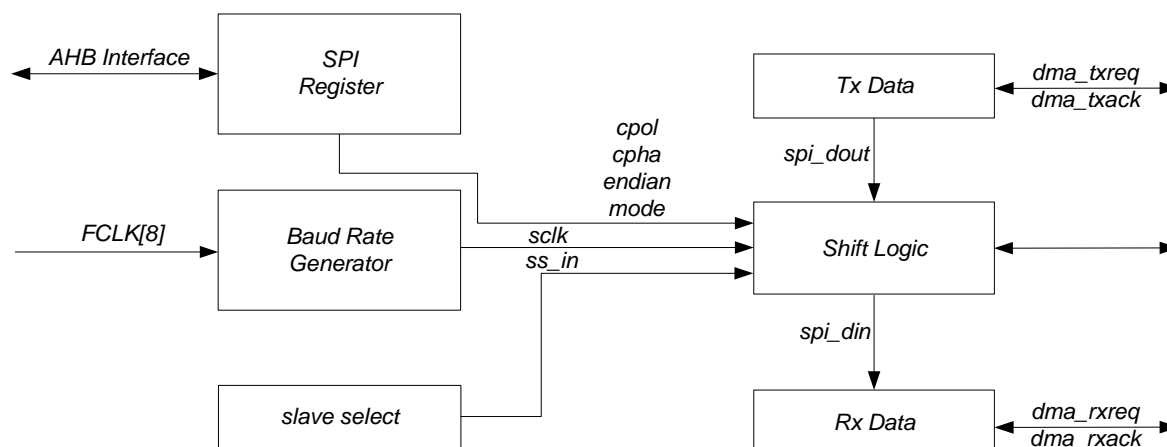 AHB Interface
SPI
Register
Tx Data
dma_txreq
dma_txack
cpol
cpha
endian
mode
spi_dout
FCLK[8]
Baud Rate
Generator
sclk
ss_in
Shift Logic
spi_din
slave select
Rx Data
dma_rxreq
dma_rxack